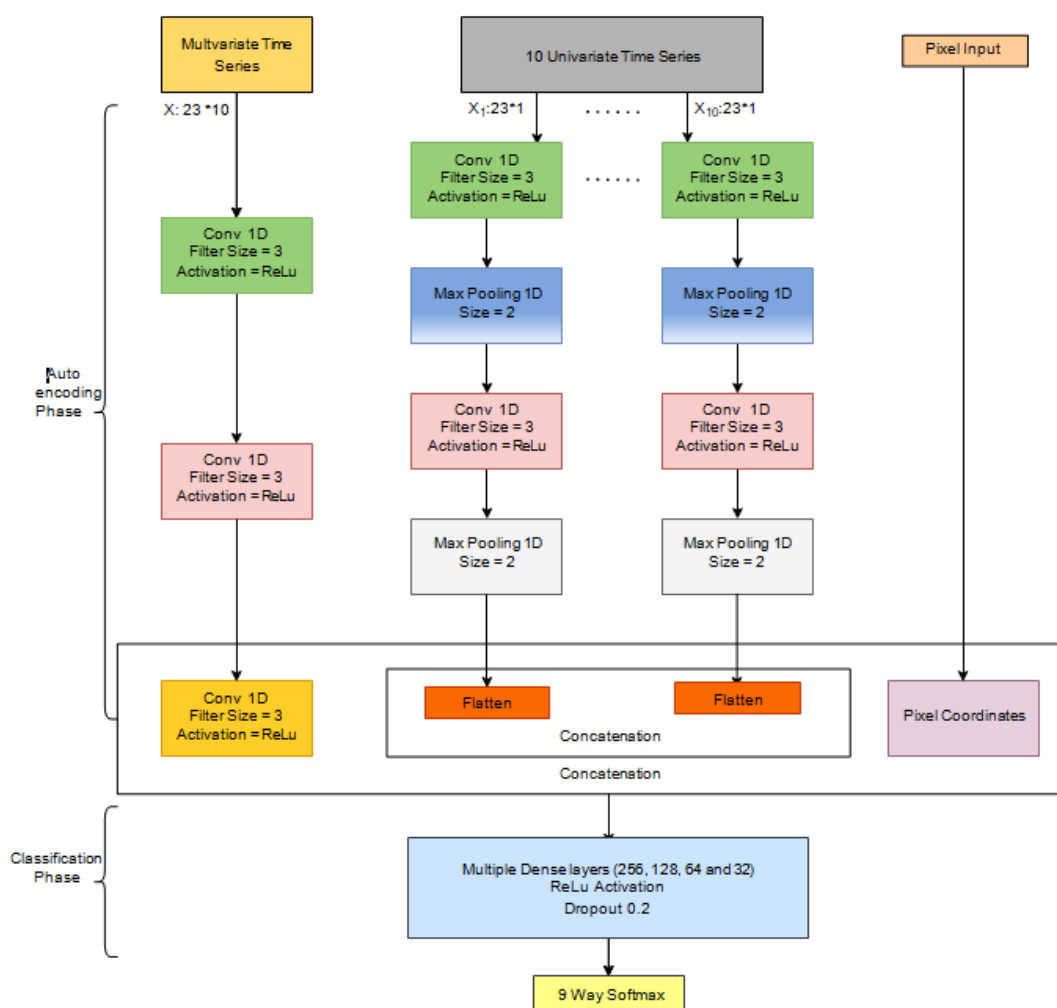 Multvariate Time
Series
10 Univariate Time Series
Pixel Input
X: 23 *10
X1:23*1
......
X10:23*1
Conv 1D
Filter Size = 3
Activation = ReLu
......
Conv 1D
Filter Size = 3
Activation = ReLu
Conv 1D
Filter Size = 3
Activation = ReLu
Max Pooling 1D
Size = 2
Max Pooling 1D
Size = 2
Auto
encoding
Phase
Conv 1D
Filter Size = 3
Activation = ReLu
Conv 1D
Filter Size = 3
Activation = ReLu
Conv 1D
Filter Size = 3
Activation = ReLu
Max Pooling 1D
Size = 2
Max Pooling 1D
Size = 2
Conv 1D
Filter Size = 3
Activation = ReLu
Flatten
Flatten
Pixel Coordinates
Concatenation
Concatenation
Classification
Phase
Multiple Dense layers (256, 128, 64 and 32)
ReLu Activation
Dropout 0.2
9 Way Softmax